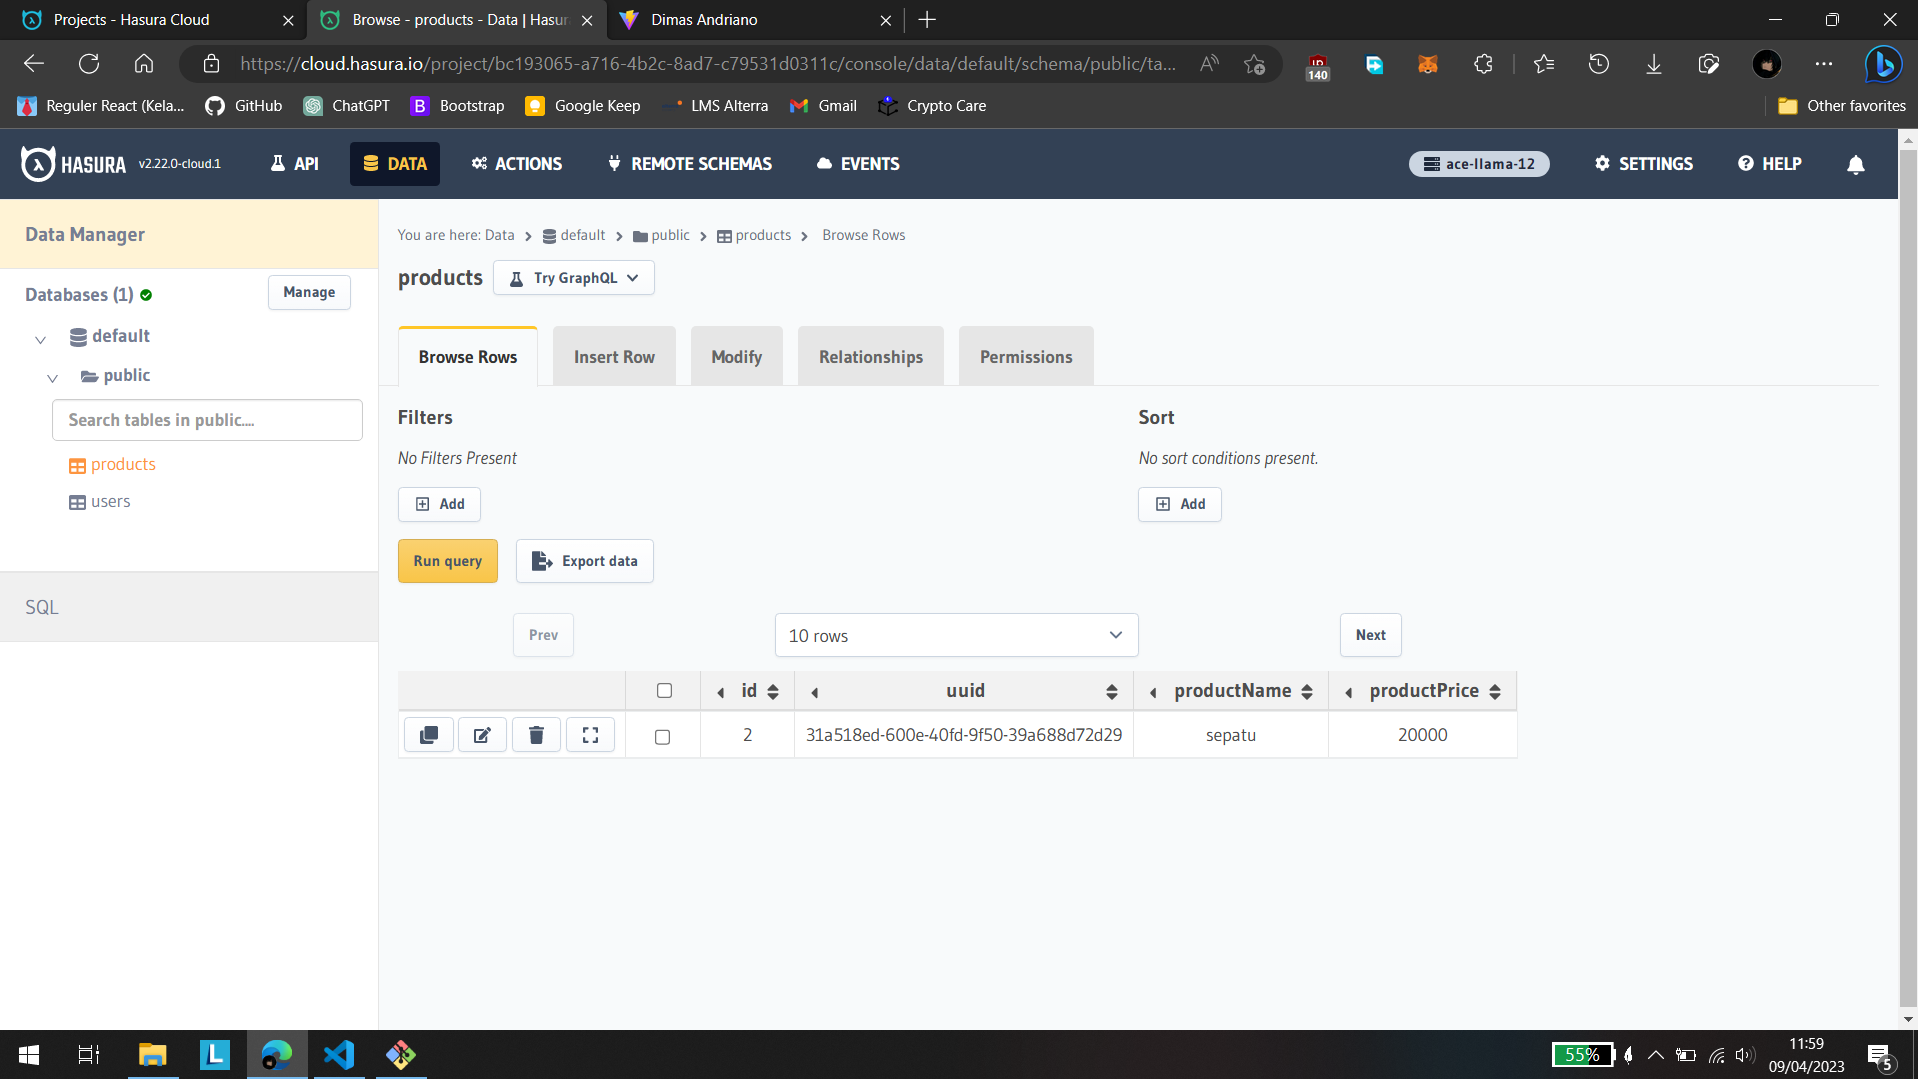 Projects - Hasura Cloud
Browse - products - Data | Hasur
Dimas Andriano
https://cloud.hasura.io/project/bc193065-a716-4b2c-8ad7-c79531d0311c/console/data/default/schema/public/ta...
140
Reguler React (Kela...
GitHub
ChatGPT
B Bootstrap
Google Keep
LMS Alterra
Gmail
Crypto Care
Other favorites
HASURA v2.22.0-cloud.1
API
DATA
ACTIONS
REMOTE SCHEMAS
EVENTS
ace-llama-12
SETTINGS
HELP
Data Manager
Databases (1)
Manage
default
public
Search tables in public....
products
users
SQL
You are here: Data > default > public > products > Browse Rows
products
Try GraphQL
Browse Rows
Insert Row
Modify
Relationships
Permissions
Filters
No Filters Present
Add
Sort
No sort conditions present.
Add
Run query
Export data
Prev
10 rows
Next
id uuid productName productPrice
2 31a518ed-600e-40fd-9f50-39a688d72d29 sepatu 20000
L
55%
11:59
09/04/2023
5